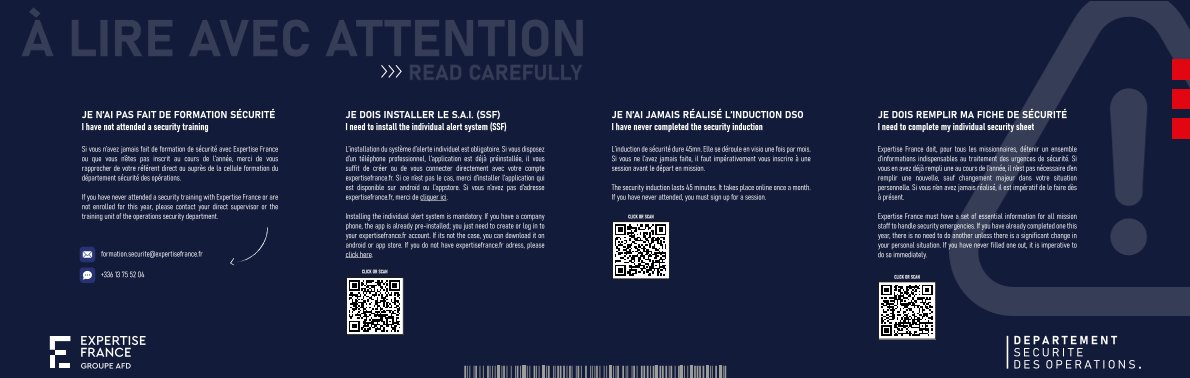 À LIRE AVEC ATTENTION
READ CAREFULLY
JE N'AI PAS FAIT DE FORMATION SÉCURITÉ
I have not attended a security training
Si vous n'avez jamais fait de formation de sécurité avec Expertise France
ou que vous n'êtes pas inscrit au cours de l'année, merci de vous
rapprocher de votre référent direct ou auprès de la cellule formation du
département sécurité des opérations.
If you have never attended a security training with Expertise France or are
not enrolled for this year, please contact your direct supervisor or the
training unit of the operations security department.
formation.securite@expertisefrance.fr
+336 13 75 52 04
JE DOIS INSTALLER LE S.A.I. (SSF)
I need to install the individual alert system (SSF)
L'installation du système d'alerte individuel est obligatoire. Si vous disposez
d'un téléphone professionnel, l'application est déjà préinstallée, il vous
suffit de créer ou de vous connecter directement avec votre compte
expertisefrance.fr. Si ce n'est pas le cas, merci d'installer l'application qui
est disponible sur android ou l'appstore. Si vous n'avez pas d'adresse
expertisefrance.fr, merci de cliquer ici.
Installing the individual alert system is mandatory. If you have a company
phone, the app is already pre-installed; you just need to create or log in to
your expertisefrance.fr account. If its not the case, you can download it on
android or app store. If you do not have expertisefrance.fr adress, please
click here.
CLICK OR SCAN
JE N'AI JAMAIS RÉALISÉ L'INDUCTION DSO
I have never completed the security induction
L'induction de sécurité dure 45mn. Elle se déroule en visio une fois par mois.
Si vous ne l'avez jamais faite, il faut impérativement vous inscrire à une
session avant le départ en mission.
The security induction lasts 45 minutes. It takes place online once a month.
If you have never attended, you must sign up for a session.
CLICK OR SCAN
JE DOIS REMPLIR MA FICHE DE SÉCURITÉ
I need to complete my individual security sheet
Expertise France doit, pour tous les missionnaires, détenir un ensemble
d'informations indispensables au traitement des urgences de sécurité. Si
vous en avez déjà rempli une au cours de l'année, il n'est pas nécessaire d'en
remplir une nouvelle, sauf changement majeur dans votre situation
personnelle. Si vous n'en avez jamais réalisé, il est impératif de le faire dès
à présent.
Expertise France must have a set of essential information for all mission
staff to handle security emergencies. If you have already completed one this
year, there is no need to do another unless there is a significant change in
your personal situation. If you have never filled one out, it is imperative to
do so immediately.
CLICK OR SCAN
EXPERTISE
FRANCE
GROUPE AFD
DEPARTEMENT
SECURITE
DES OPERATIONS.